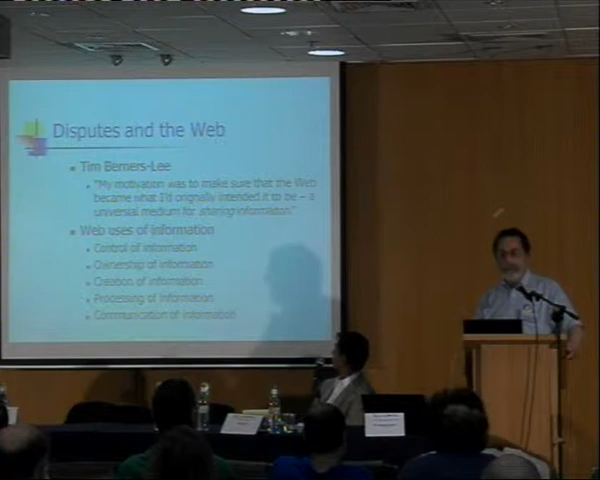 Disputes and the Web
Tim Berners-Lee
"My motivation was to make sure that the Web
became what I'd originally intended it to be – a
universal medium for sharing information."
Web uses of information
Control of information
Ownership of information
Creation of information
Processing of information
Communication of information